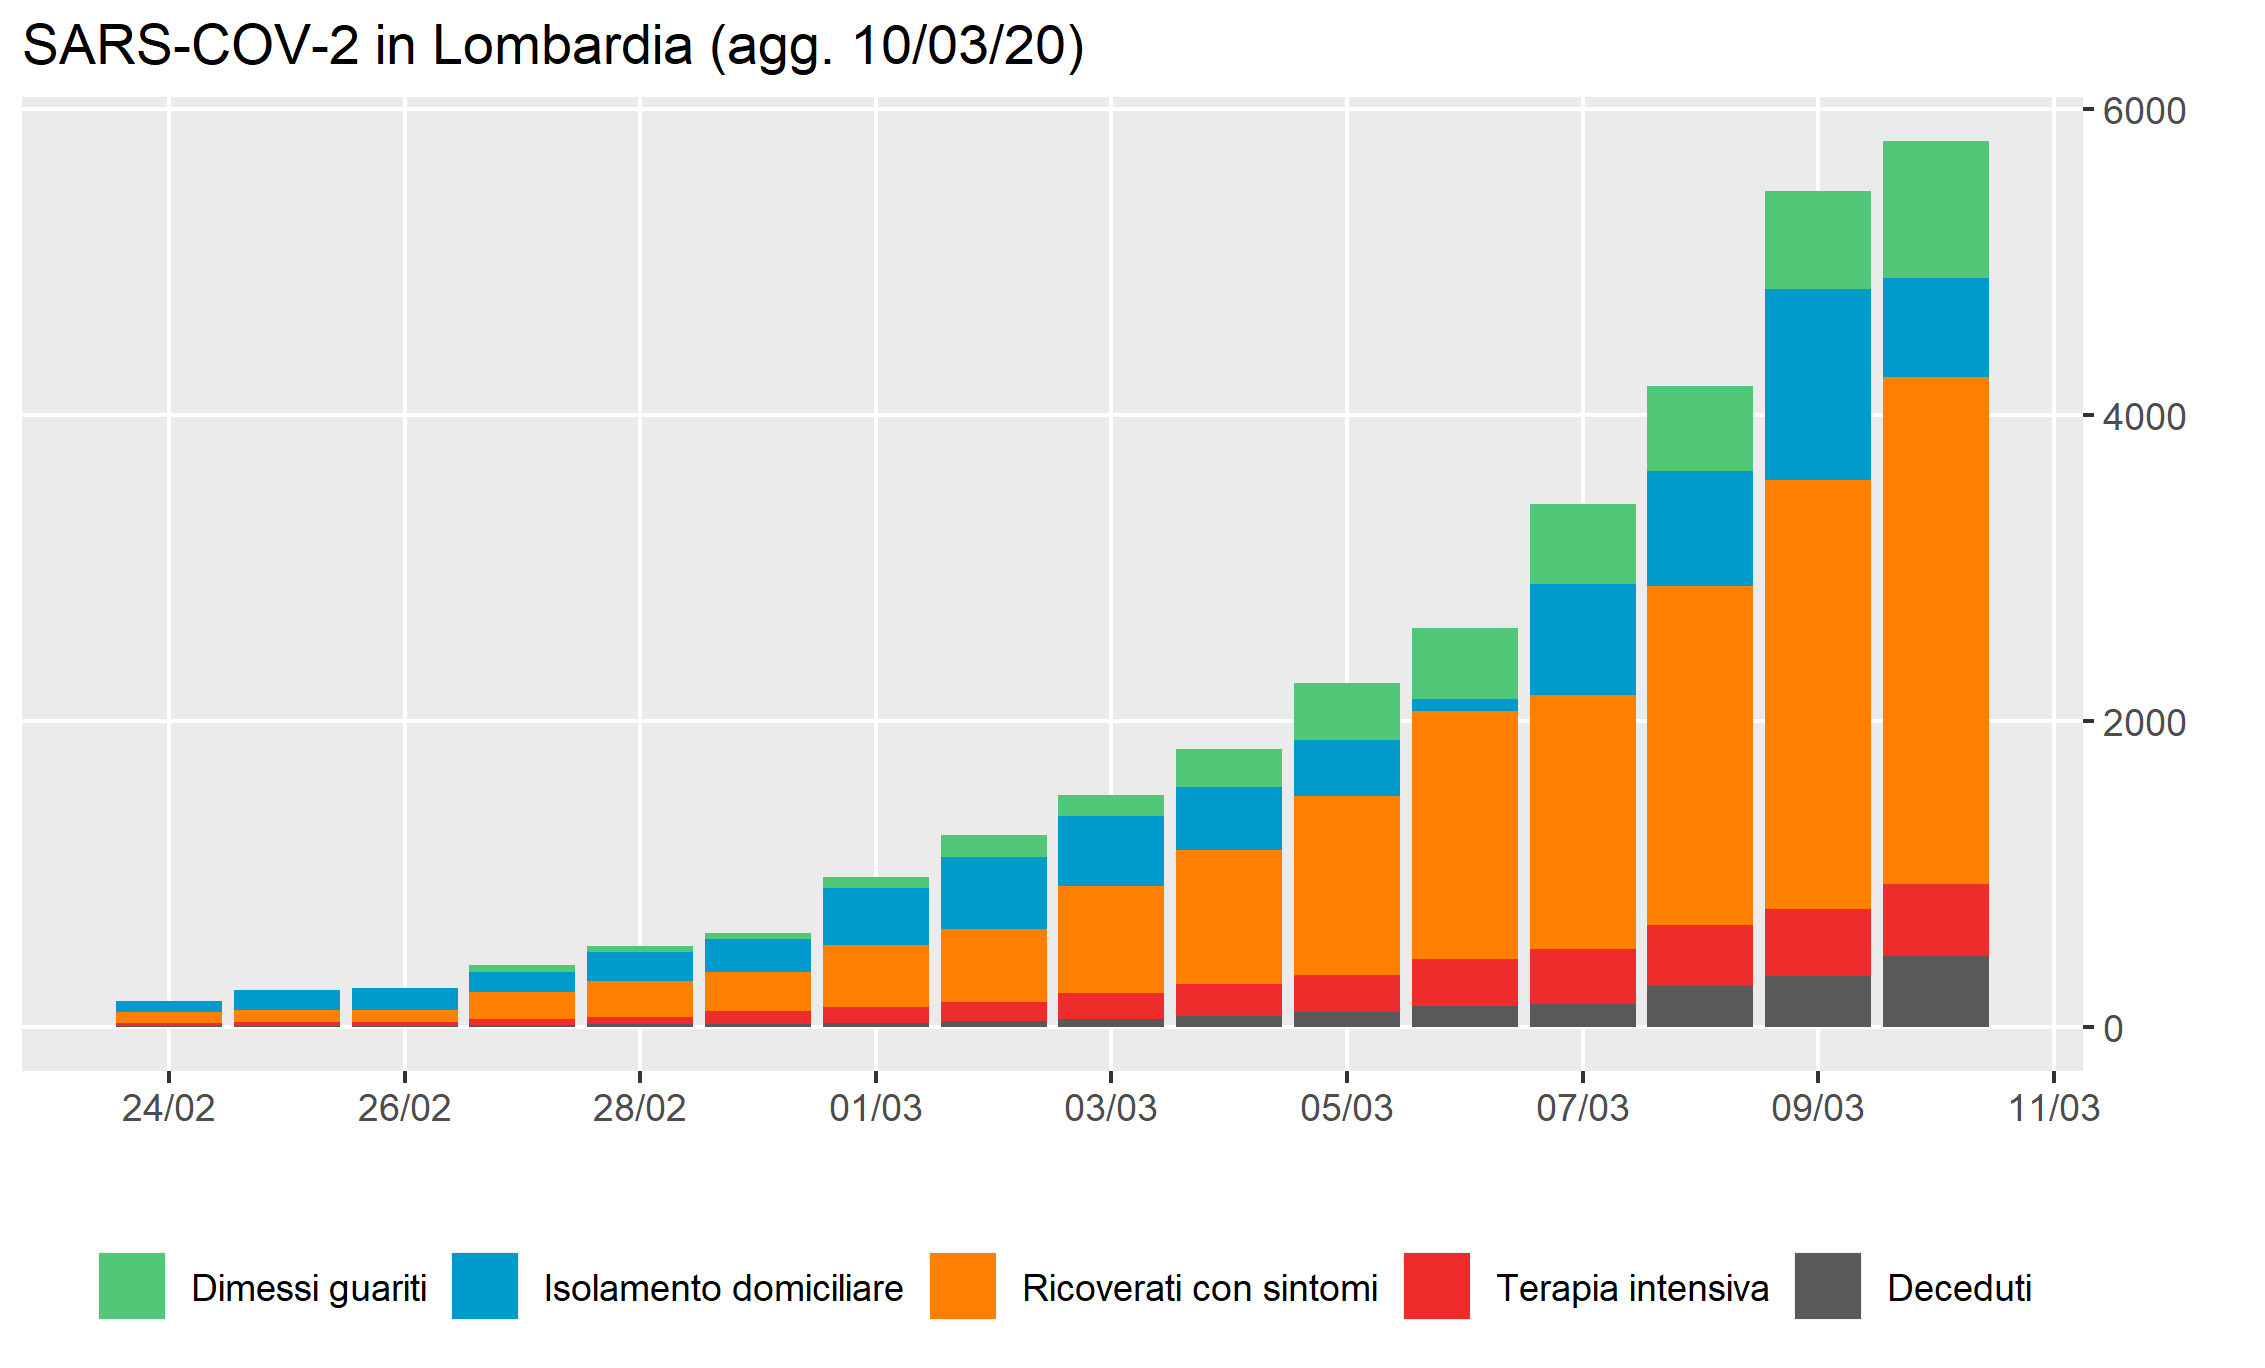 SARS-COV-2 in Lombardia (agg. 10/03/20)
6000
4000
2000
0
24/02 26/02 28/02 01/03 03/03 05/03 07/03 09/03 11/03
Dimessi guariti Isolamento domiciliare Ricoverati con sintomi Terapia intensiva Deceduti